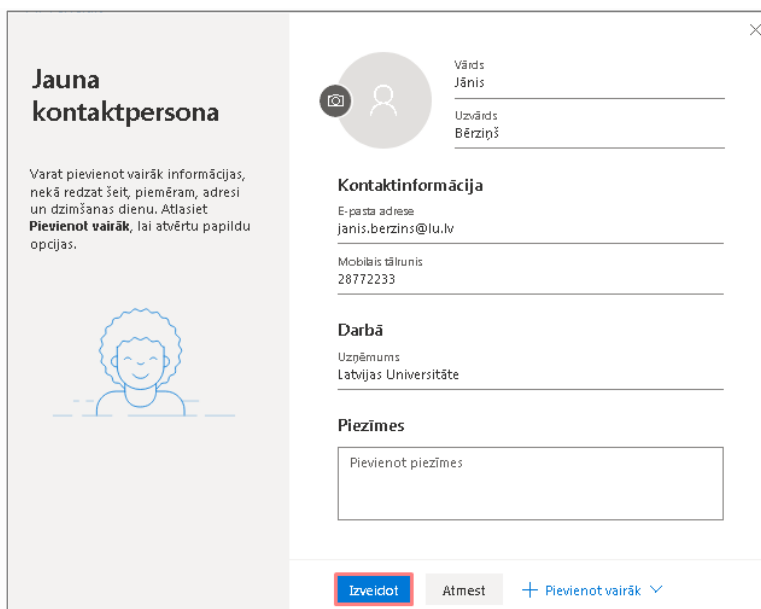 Jauna
kontaktpersona
Varat pievienot vairāk informācijas,
nekā redzat šeit, piemēram, adresi
un dzimšanas dienu. Atlasiet
Pievienot vairāk, lai atvērtu papildu
opcijas.
Vārds
Jānis
Uzvārds
Bērziņš
Kontaktinformācija
E-pasta adrese
janis.berzins@lu.lv
Mobilais tālrunis
28772233
Darbā
Uzņēmums
Latvijas Universitāte
Piezīmes
Pievienot piezīmes
Izveidot
Atmest
+ Pievienot vairāk